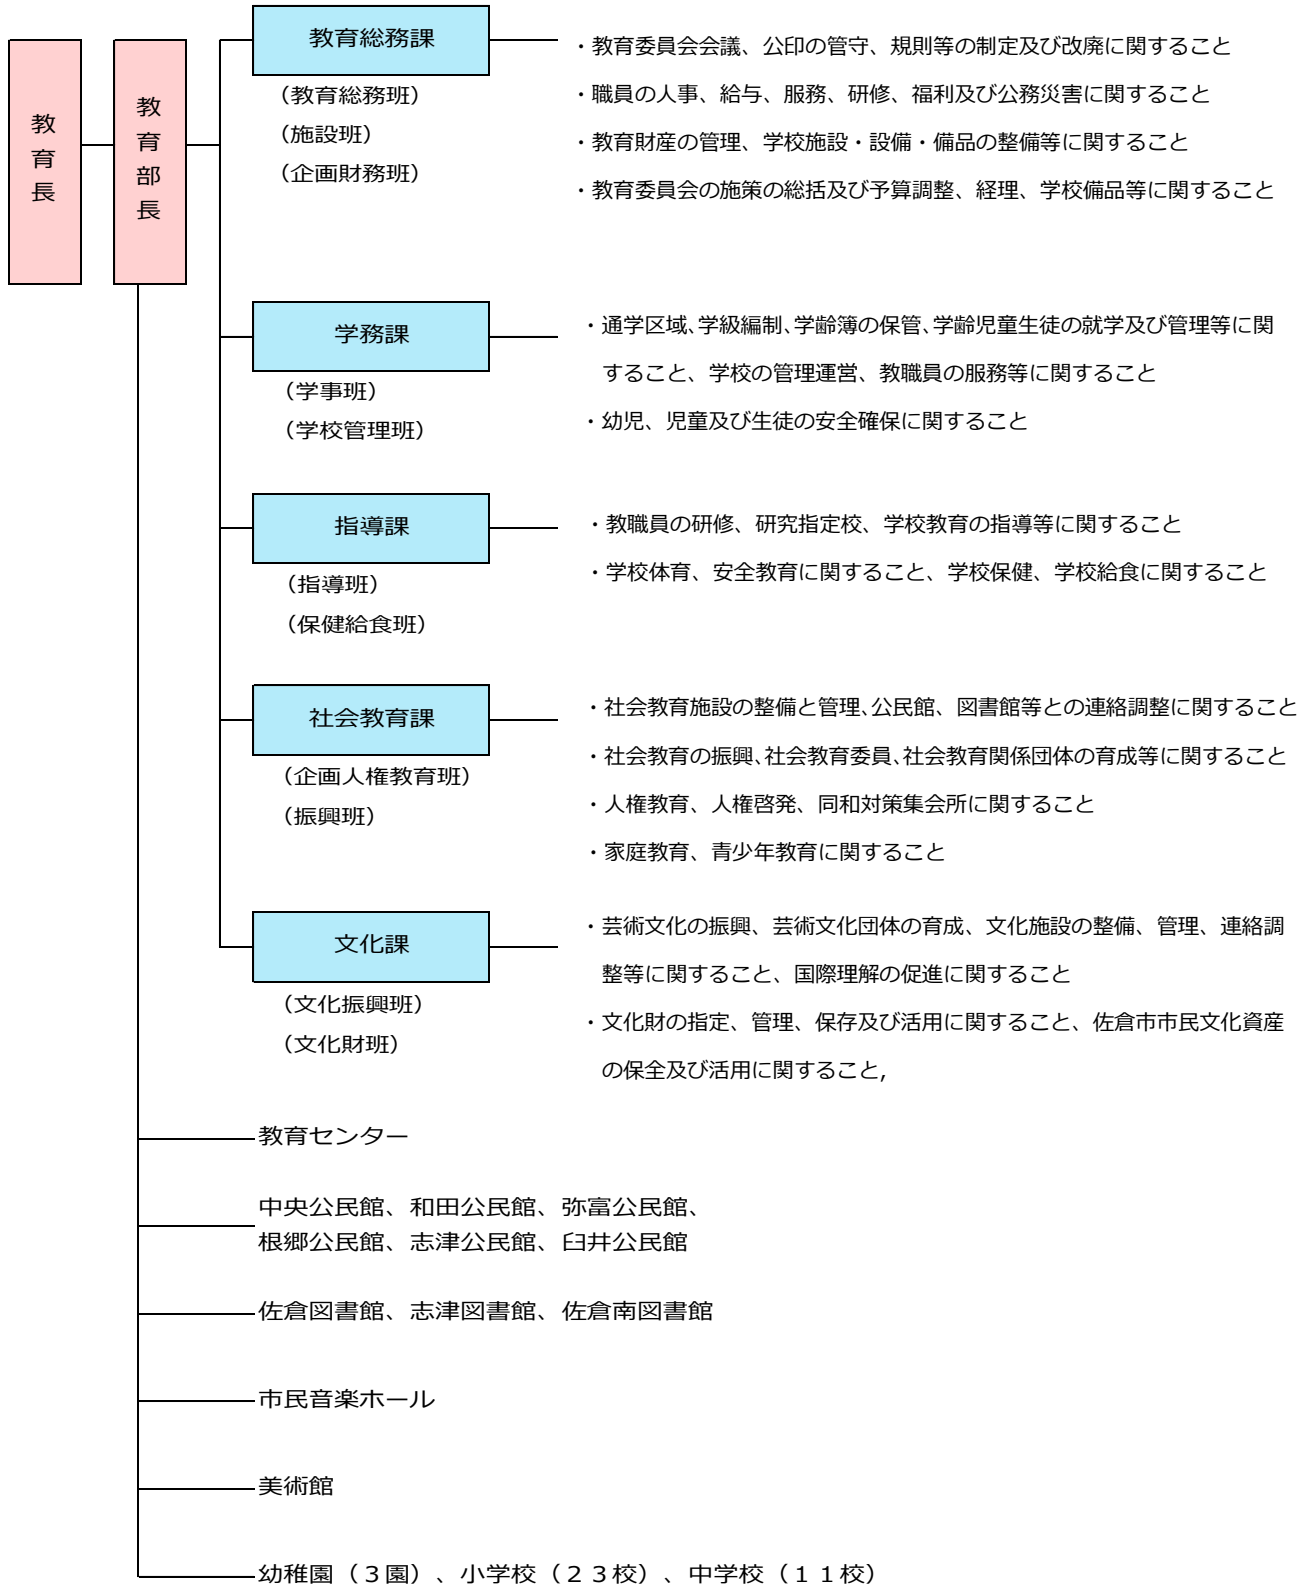 教育長
教育部長
教育総務課
（教育総務班）
（施設班）
（企画財務班）
・教育委員会会議、公印の管守、規則等の制定及び改廃に関すること
・職員の人事、給与、服務、研修、福利及び公務災害に関すること
・教育財産の管理、学校施設・設備・備品の整備等に関すること
・教育委員会の施策の総括及び予算調整、経理、学校備品等に関すること
学務課
（学事班）
（学校管理班）
・通学区域、学級編制、学齢簿の保管、学齢児童生徒の就学及び管理等に関
すること、学校の管理運営、教職員の服務等に関すること
・幼児、児童及び生徒の安全確保に関すること
指導課
（指導班）
（保健給食班）
・教職員の研修、研究指定校、学校教育の指導等に関すること
・学校体育、安全教育に関すること、学校保健、学校給食に関すること
社会教育課
（企画人権教育班）
（振興班）
・社会教育施設の整備と管理、公民館、図書館等との連絡調整に関すること
・社会教育の振興、社会教育委員、社会教育関係団体の育成等に関すること
・人権教育、人権啓発、同和対策集会所に関すること
・家庭教育、青少年教育に関すること
文化課
（文化振興班）
（文化財班）
・芸術文化の振興、芸術文化団体の育成、文化施設の整備、管理、連絡調
整等に関すること、国際理解の促進に関すること
・文化財の指定、管理、保存及び活用に関すること、佐倉市市民文化資産
の保全及び活用に関すること,
教育センター
中央公民館、和田公民館、弥富公民館、
根郷公民館、志津公民館、臼井公民館
佐倉図書館、志津図書館、佐倉南図書館
市民音楽ホール
美術館
幼稚園（３園）、小学校（２３校）、中学校（１１校）